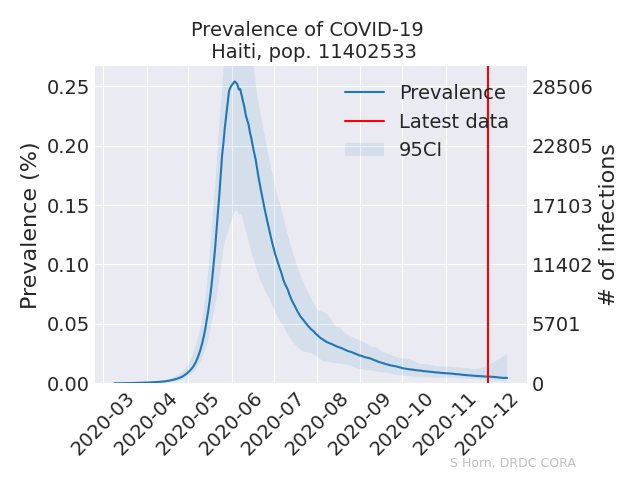 Prevalence of COVID-19
Haiti, pop. 11402533
Prevalence
Latest data
95CI
Prevalence (%)
0.25
0.20
0.15
0.10
0.05
0.00
28506
22805
17103
11402
5701
0
# of infections
2020-03
2020-04
2020-05
2020-06
2020-07
2020-08
2020-09
2020-10
2020-11
2020-12
S Horn, DRDC CORA